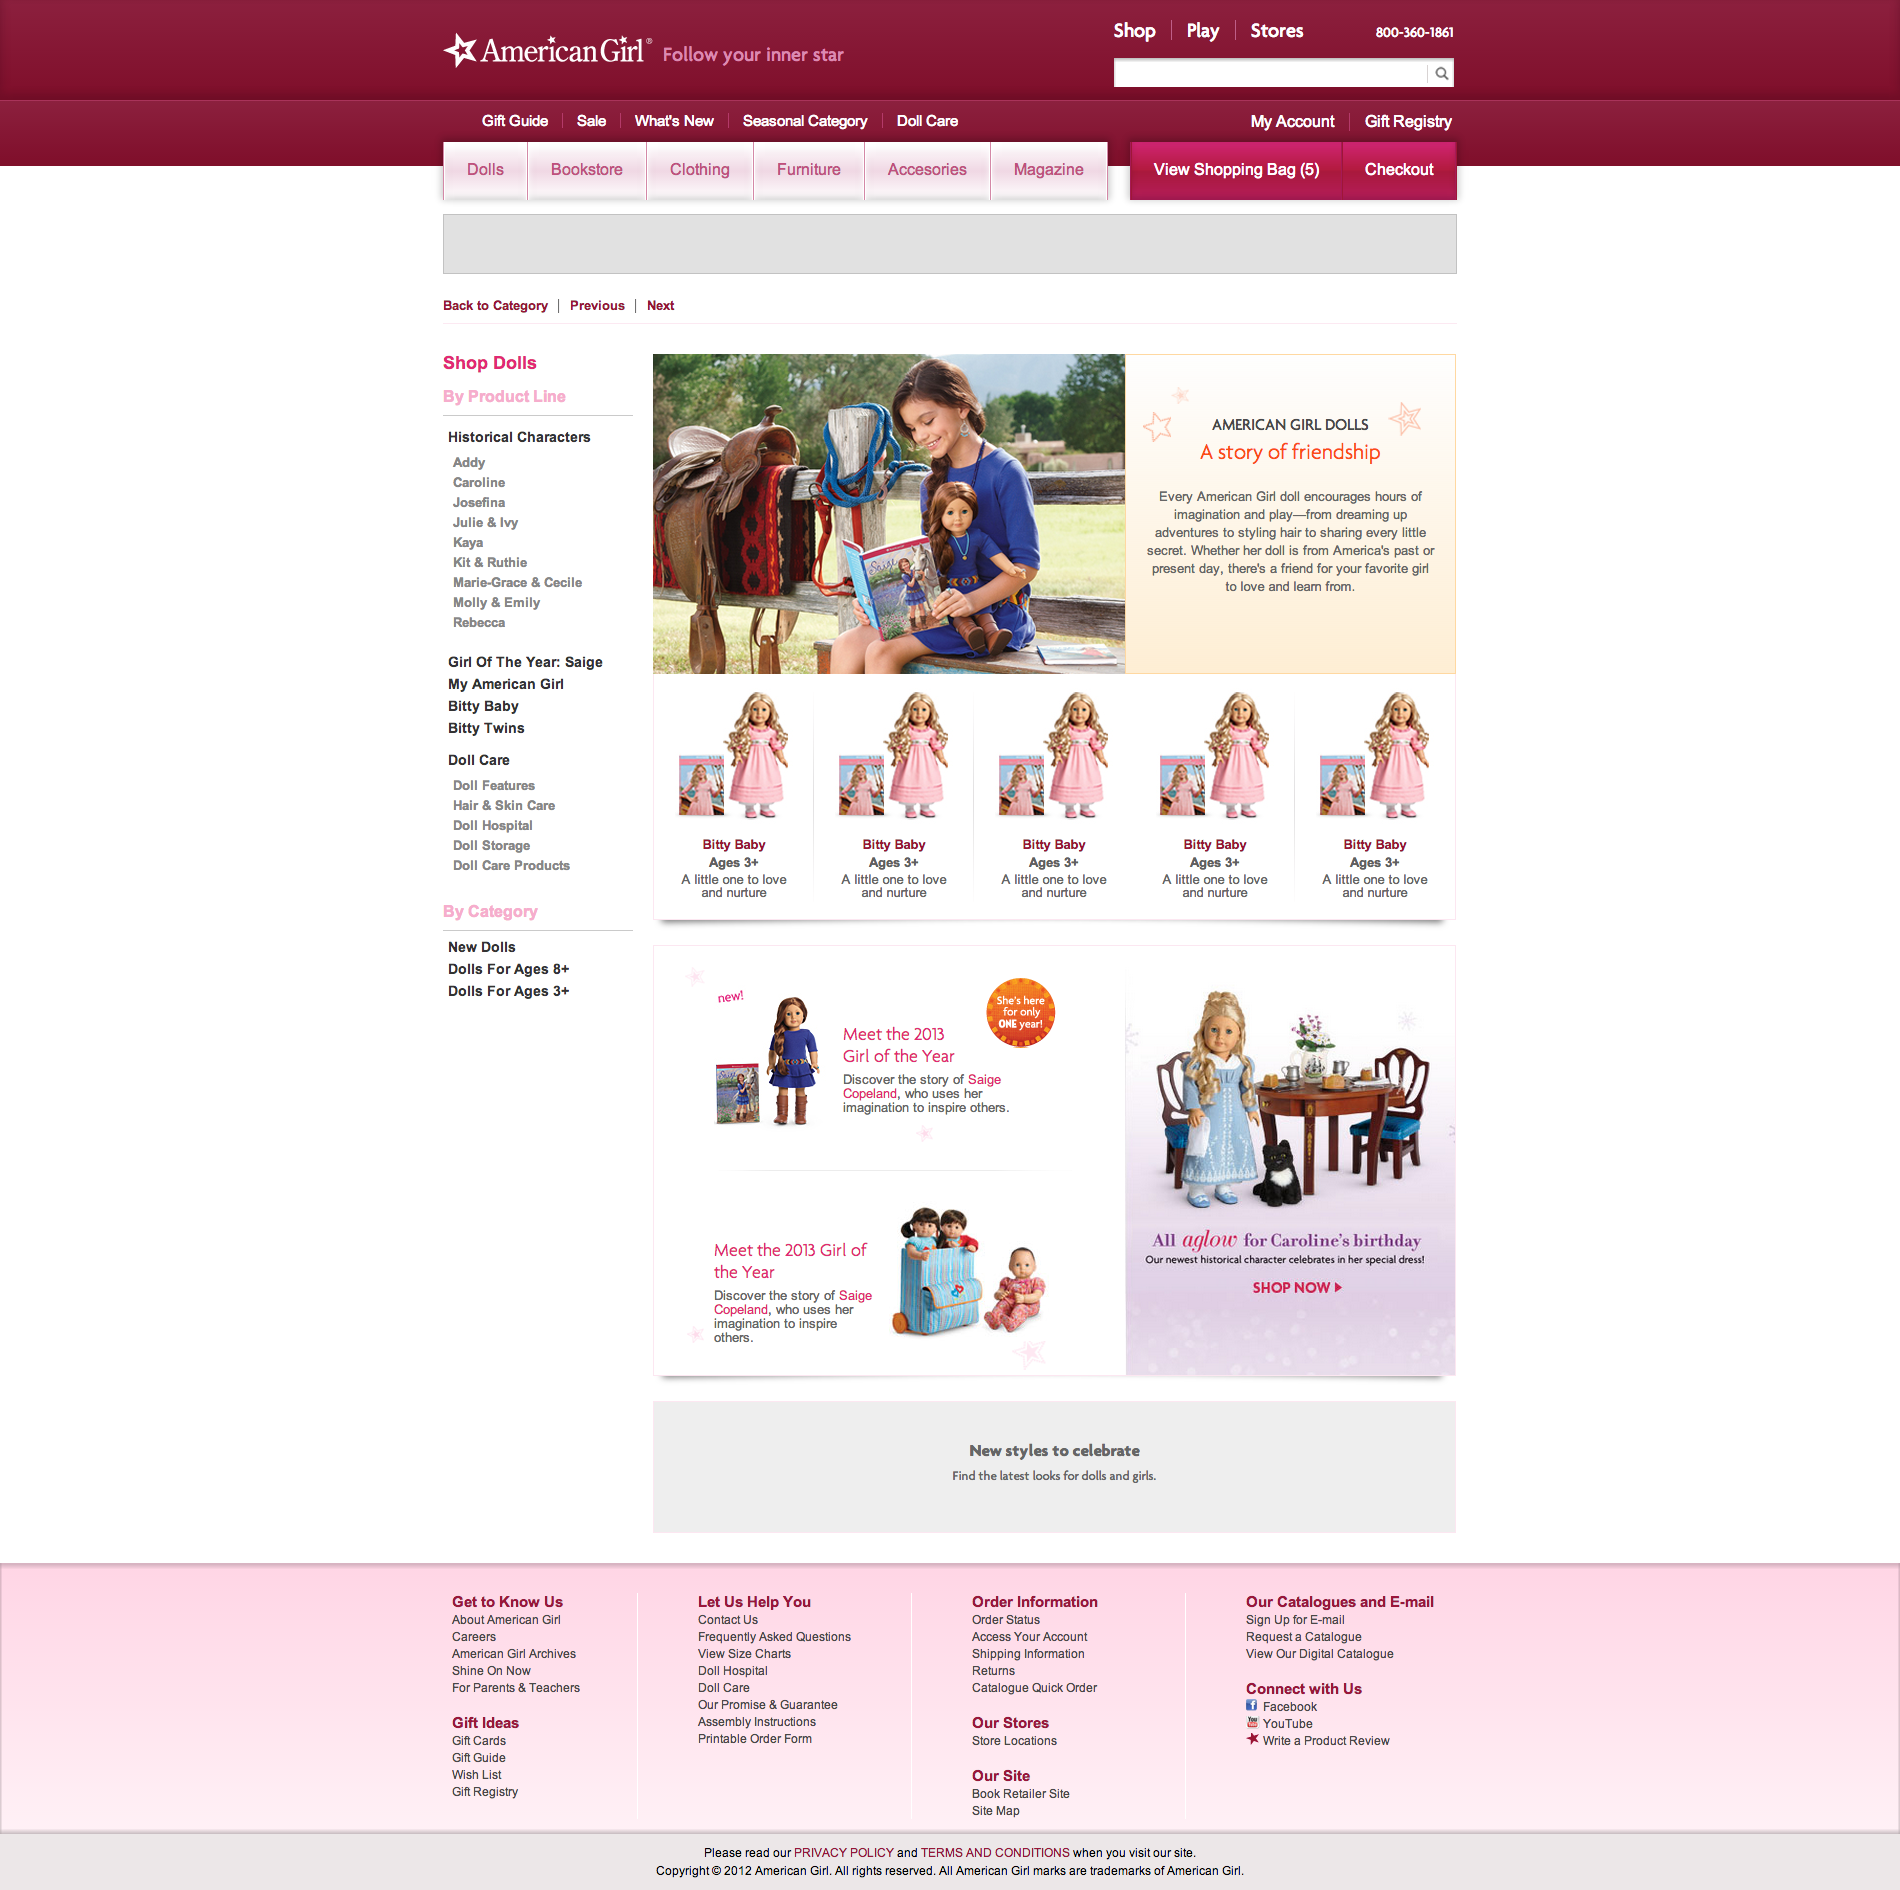 AmericanGirl® Follow your inner star
Shop Play Stores 800-360-1861
Gift Guide Sale What's New Seasonal Category Doll Care
My Account Gift Registry
Dolls Bookstore Clothing Furniture Accesories Magazine
View Shopping Bag (5) Checkout
Back to Category Previous Next
Shop Dolls
By Product Line
Historical Characters
Addy
Caroline
Josefina
Julie & Ivy
Kaya
Kit & Ruthie
Marie-Grace & Cecile
Molly & Emily
Rebecca
Girl Of The Year: Saige
My American Girl
Bitty Baby
Bitty Twins
Doll Care
Doll Features
Hair & Skin Care
Doll Hospital
Doll Storage
Doll Care Products
By Category
New Dolls
Dolls For Ages 8+
Dolls For Ages 3+
Saige
AMERICAN GIRL DOLLS
A story of friendship
Every American Girl doll encourages hours of
imagination and play—from dreaming up
adventures to styling hair to sharing every little
secret. Whether her doll is from America's past or
present day, there's a friend for your favorite girl
to love and learn from.
Bitty Baby
Ages 3+
A little one to love
and nurture
Bitty Baby
Ages 3+
A little one to love
and nurture
Bitty Baby
Ages 3+
A little one to love
and nurture
Bitty Baby
Ages 3+
A little one to love
and nurture
Bitty Baby
Ages 3+
A little one to love
and nurture
new!
Saige
She's here
for only
ONE year!
Meet the 2013
Girl of the Year
Discover the story of Saige
Copeland, who uses her
imagination to inspire others.
Meet the 2013 Girl of
the Year
Discover the story of Saige
Copeland, who uses her
imagination to inspire
others.
All aglow for Caroline's birthday
Our newest historical character celebrates in her special dress!
SHOP NOW
New styles to celebrate
Find the latest looks for dolls and girls.
Get to Know Us
About American Girl
Careers
American Girl Archives
Shine On Now
For Parents & Teachers
Gift Ideas
Gift Cards
Gift Guide
Wish List
Gift Registry
Let Us Help You
Contact Us
Frequently Asked Questions
View Size Charts
Doll Hospital
Doll Care
Our Promise & Guarantee
Assembly Instructions
Printable Order Form
Order Information
Order Status
Access Your Account
Shipping Information
Returns
Catalogue Quick Order
Our Stores
Store Locations
Our Site
Book Retailer Site
Site Map
Our Catalogues and E-mail
Sign Up for E-mail
Request a Catalogue
View Our Digital Catalogue
Connect with Us
Facebook
YouTube
Write a Product Review
Please read our PRIVACY POLICY and TERMS AND CONDITIONS when you visit our site.
Copyright © 2012 American Girl. All rights reserved. All American Girl marks are trademarks of American Girl.